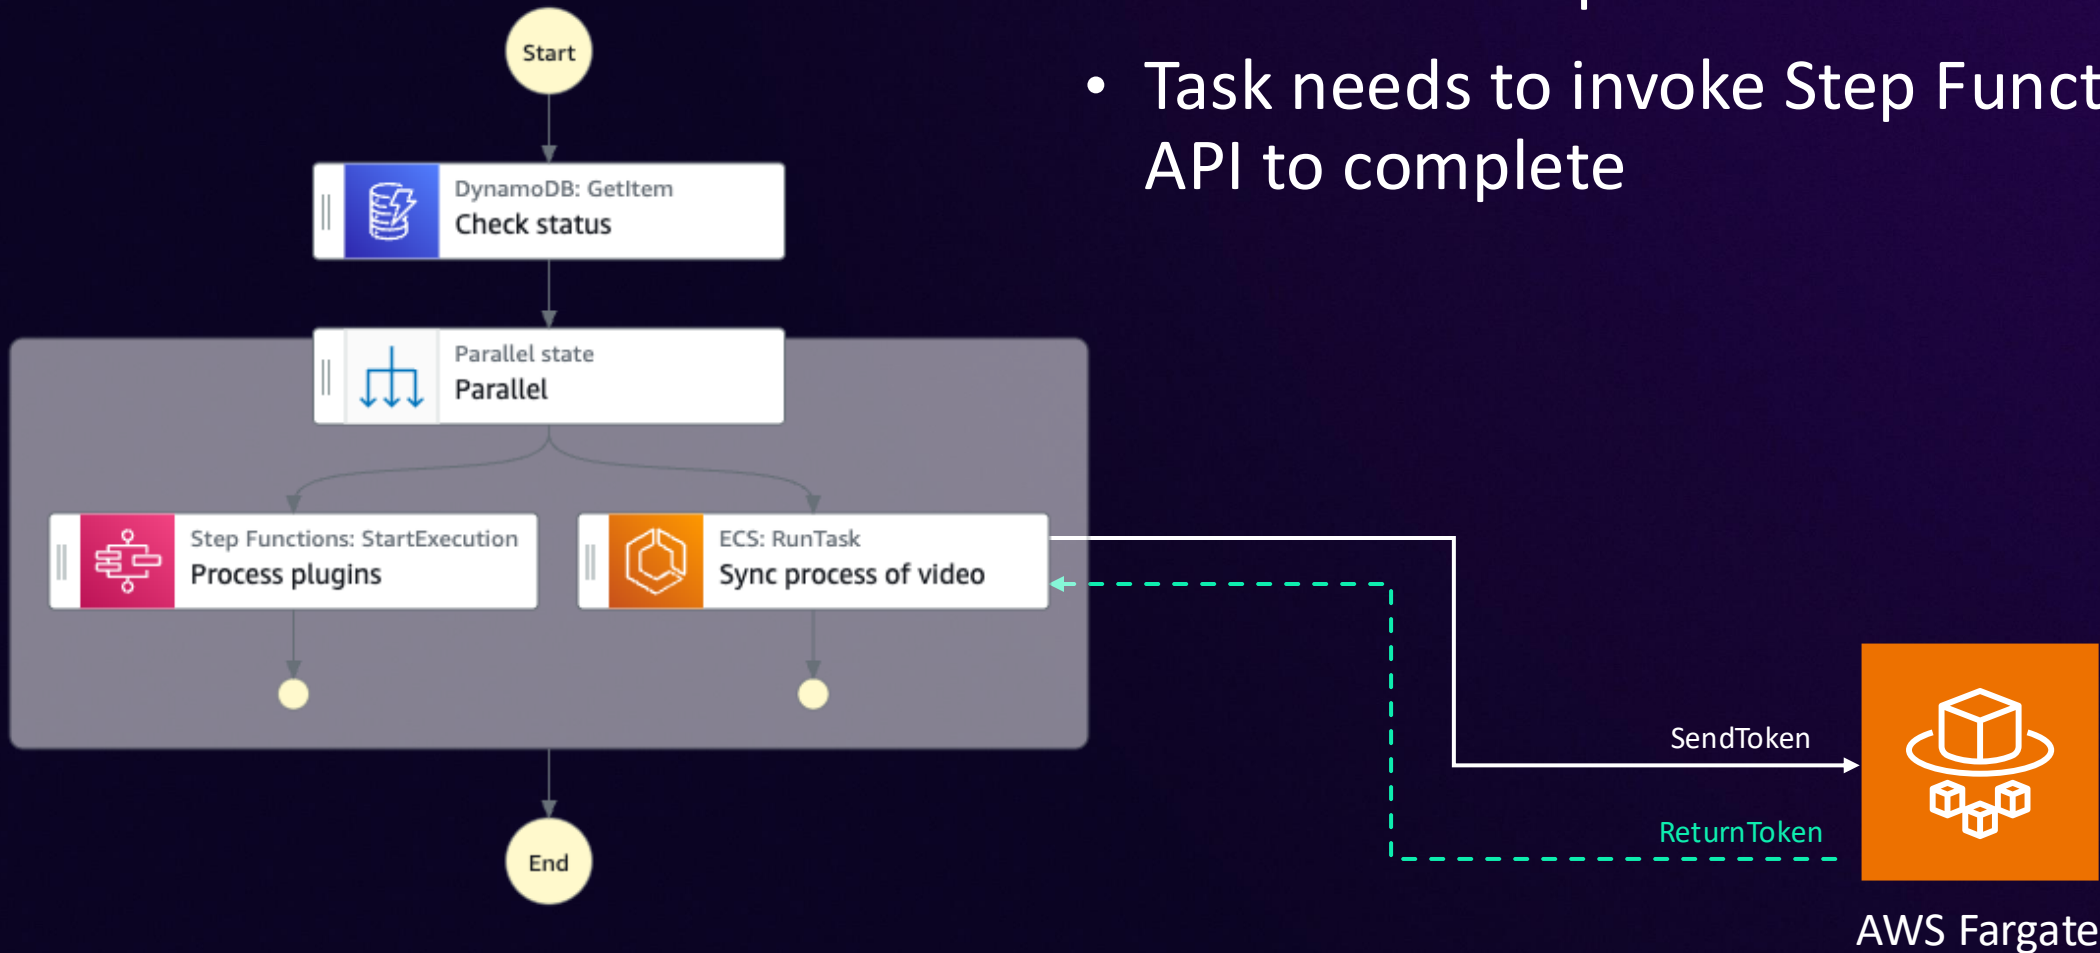 Start
DynamoDB: GetItem
Check status
Parallel state
Parallel
Step Functions: StartExecution
Process plugins
ECS: RunTask
Sync process of video
End
• Task needs to invoke Step Funct
API to complete
SendToken
ReturnToken
AWS Fargate